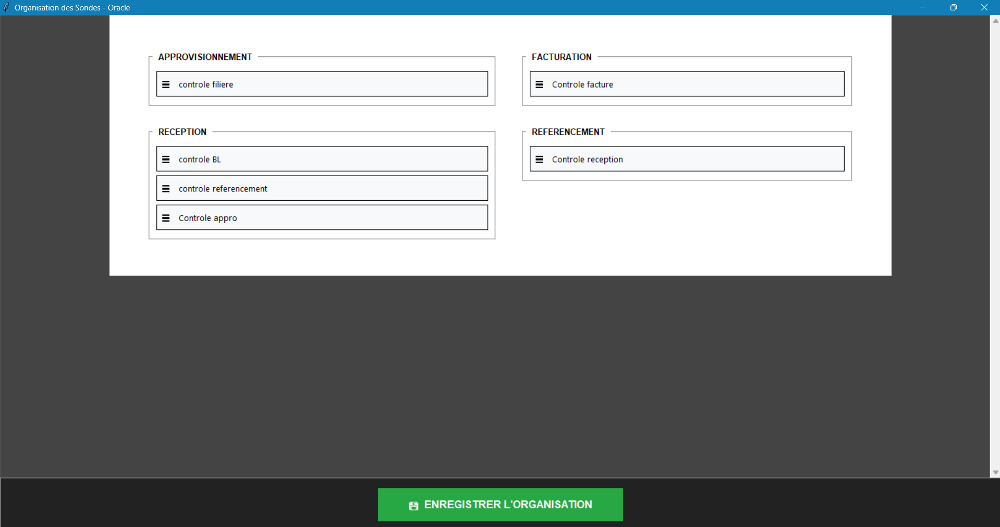 Organisation des Sondes - Oracle
APPROVISIONNEMENT
controle filiere
FACTURATION
Controle facture
RECEPTION
controle BL
controle referencement
Controle appro
REFERENCEMENT
Controle reception
ENREGISTRER L'ORGANISATION